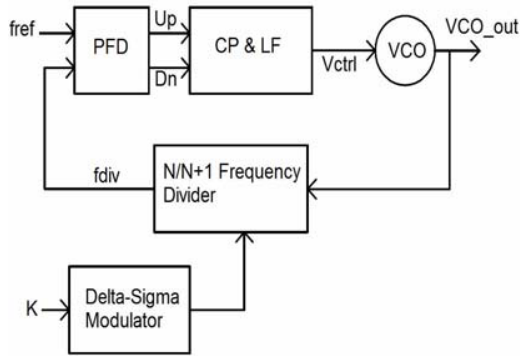 fref
PFD
Up
Dn
CP & LF
Vctrl
VCO
VCO_out
fdiv
N/N+1 Frequency
Divider
K
Delta-Sigma
Modulator